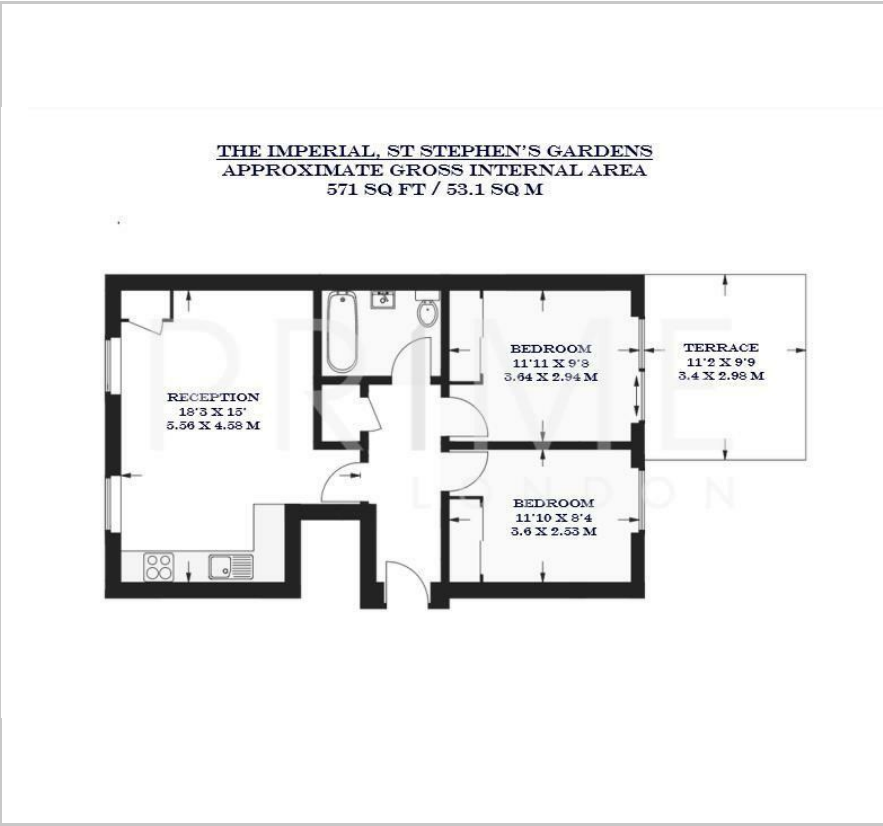 THE IMPERIAL, ST STEPHEN'S GARDENS
APPROXIMATE GROSS INTERNAL AREA
571 SQ FT / 53.1 SQ M
PRIME
LONDON
RECEPTION
18'3 X 15'
5.56 X 4.58 M
BEDROOM
11'11 X 9'8
3.64 X 2.94 M
TERRACE
11'2 X 9'9
3.4 X 2.98 M
BEDROOM
11'10 X 8'4
3.6 X 2.53 M